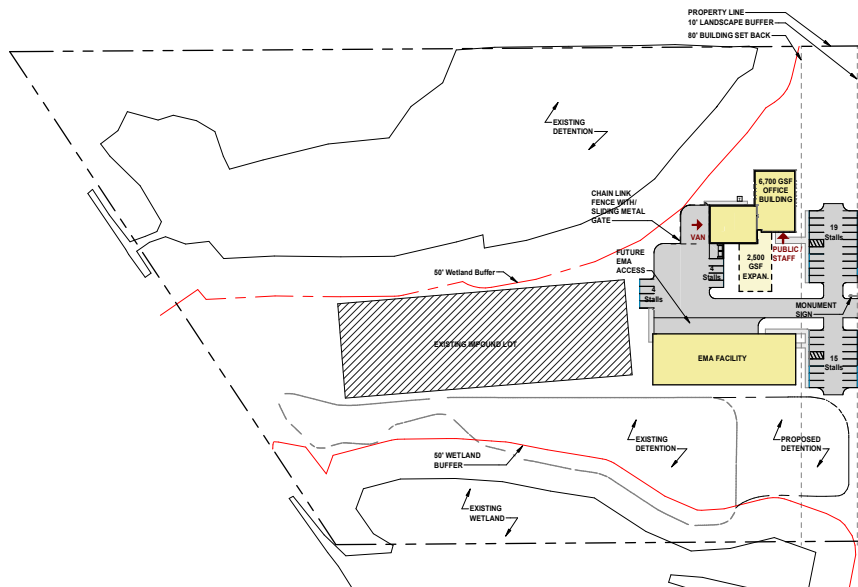 PROPERTY LINE
10' LANDSCAPE BUFFER
80' BUILDING SET BACK
EXISTING
DETENTION
CHAIN LINK
FENCE WITH/
SLIDING METAL
GATE
6,700 GSF
OFFICE
BUILDING
19
Stalls
VAN
PUBLIC
STAFF
FUTURE
EMA
ACCESS
2,500
GSF
EXPAN.
4
Stalls
4
Stalls
50' Wetland Buffer
MONUMENT
SIGN
EXISTING IMPOUND LOT
EMA FACILITY
15
Stalls
EXISTING
DETENTION
PROPOSED
DETENTION
50' WETLAND
BUFFER
EXISTING
WETLAND